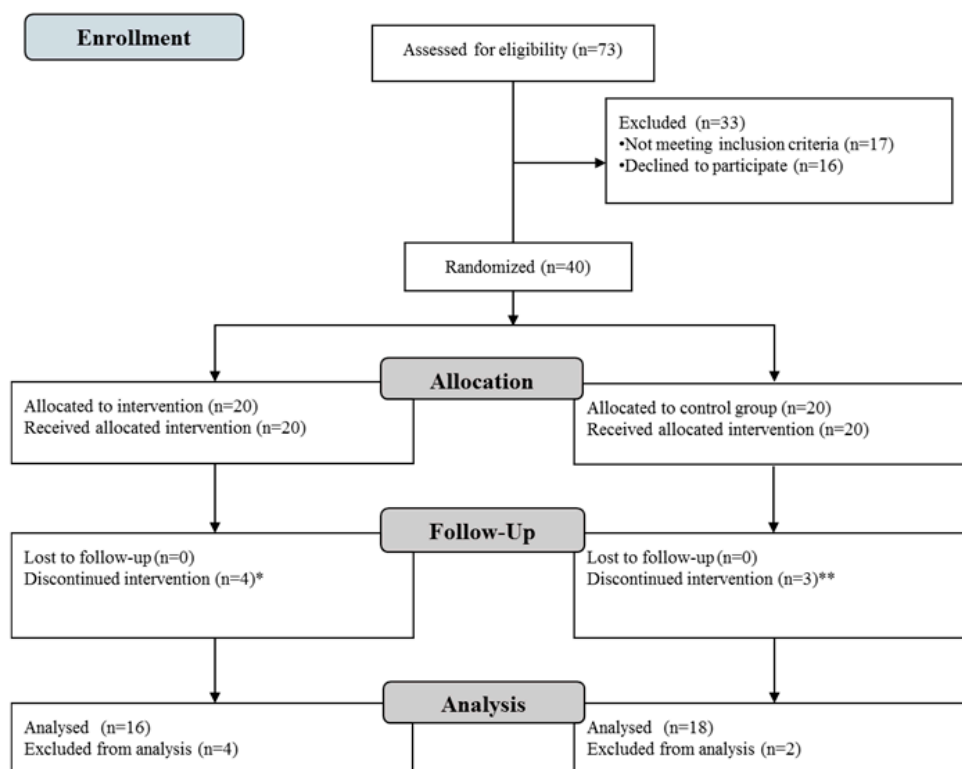 Enrollment
Assessed for eligibility (n=73)
Excluded (n=33)
•Not meeting inclusion criteria (n=17)
•Declined to participate (n=16)
Randomized (n=40)
Allocation
Allocated to intervention (n=20)
Received allocated intervention (n=20)
Allocated to control group (n=20)
Received allocated intervention (n=20)
Follow-Up
Lost to follow-up (n=0)
Discontinued intervention (n=4)*
Lost to follow-up (n=0)
Discontinued intervention (n=3)**
Analysis
Analysed (n=16)
Excluded from analysis (n=4)
Analysed (n=18)
Excluded from analysis (n=2)